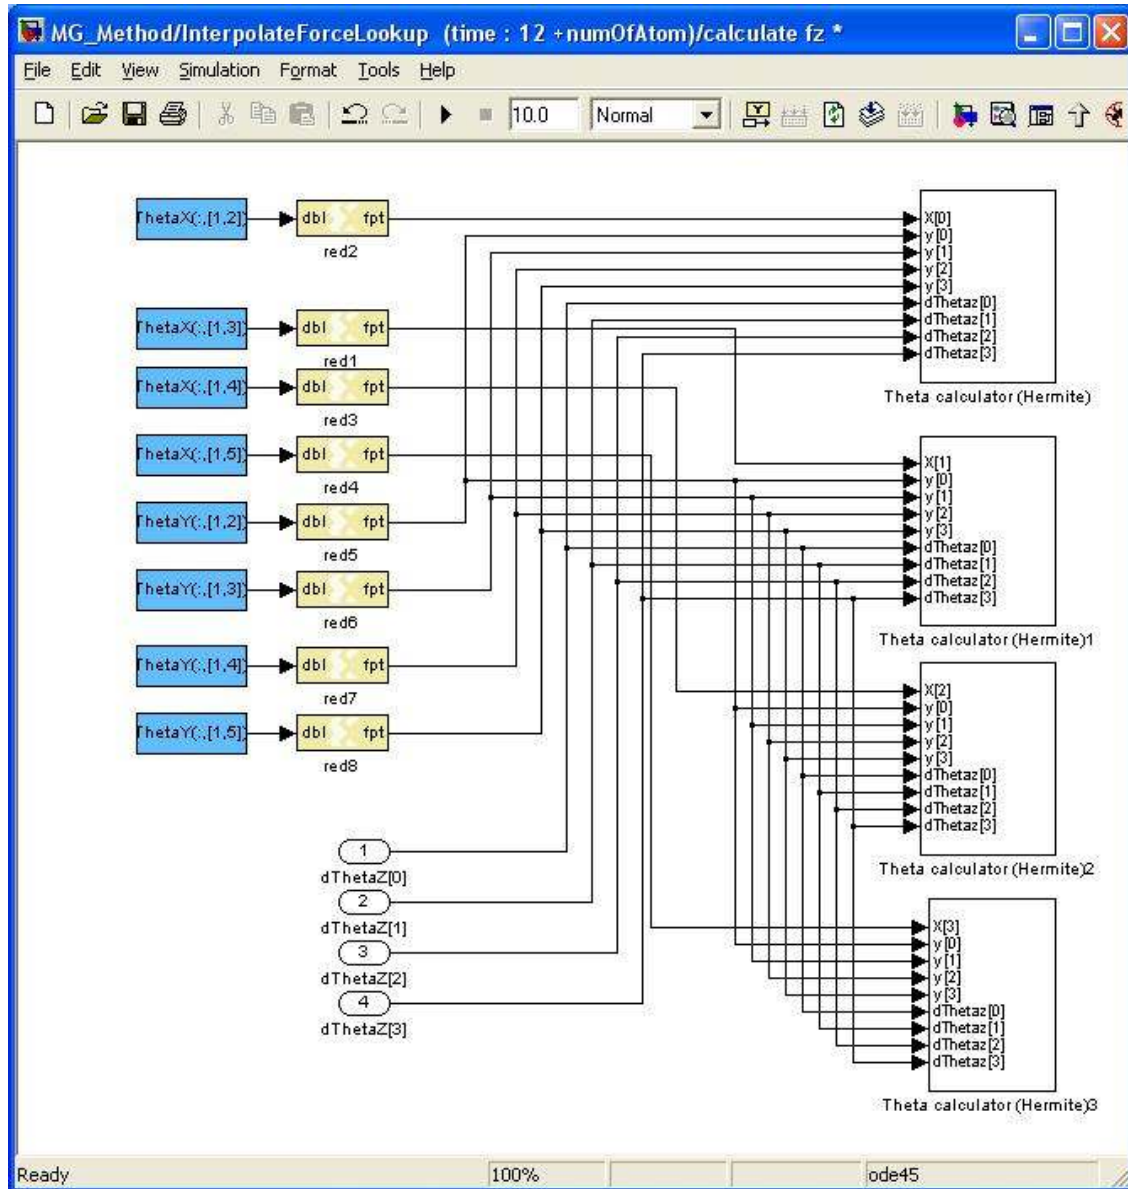 MG_Method/InterpolateForceLookup (time : 12 +numOfAtom)/calculate fz *
File Edit View Simulation Format Tools Help
10.0 Normal
ThetaX(:,[1,2]) dbl fpt
red2
ThetaX(:,[1,3]) dbl fpt
red1
ThetaX(:,[1,4]) dbl fpt
red3
ThetaX(:,[1,5]) dbl fpt
red4
ThetaY(:,[1,2]) dbl fpt
red5
ThetaY(:,[1,3]) dbl fpt
red6
ThetaY(:,[1,4]) dbl fpt
red7
ThetaY(:,[1,5]) dbl fpt
red8
1
dThetaZ[0]
2
dThetaZ[1]
3
dThetaZ[2]
4
dThetaZ[3]
X[0]
y[0]
y[1]
y[2]
y[3]
dThetaz[0]
dThetaz[1]
dThetaz[2]
dThetaz[3]
Theta calculator (Hermite)
X[1]
y[0]
y[1]
y[2]
y[3]
dThetaz[0]
dThetaz[1]
dThetaz[2]
dThetaz[3]
Theta calculator (Hermite)1
X[2]
y[0]
y[1]
y[2]
y[3]
dThetaz[0]
dThetaz[1]
dThetaz[2]
dThetaz[3]
Theta calculator (Hermite)2
X[3]
y[0]
y[1]
y[2]
y[3]
dThetaz[0]
dThetaz[1]
dThetaz[2]
dThetaz[3]
Theta calculator (Hermite)3
Ready 100% ode45